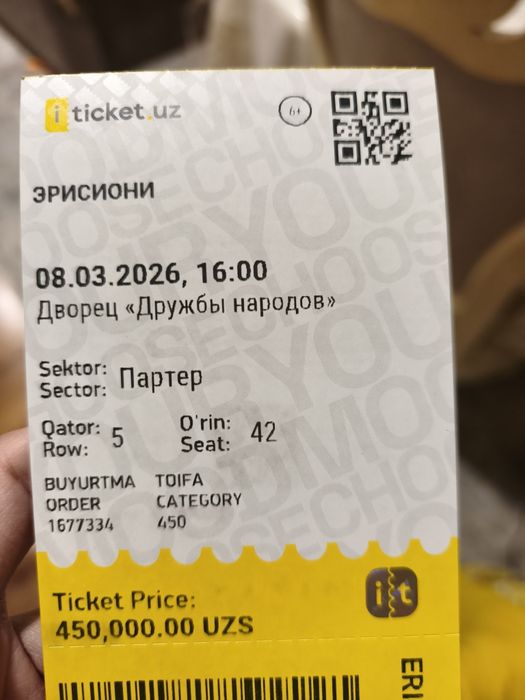 iticket.uz
6+
ЭРИСИОНИ
08.03.2026, 16:00
Дворец «Дружбы народов»
Sektor:
Sector: Партер
Qator:
Row: 5
O'rin:
Seat: 42
BUYURTMA TOIFA
ORDER CATEGORY
1677334 450
Ticket Price:
450,000.00 UZS
it
ERI